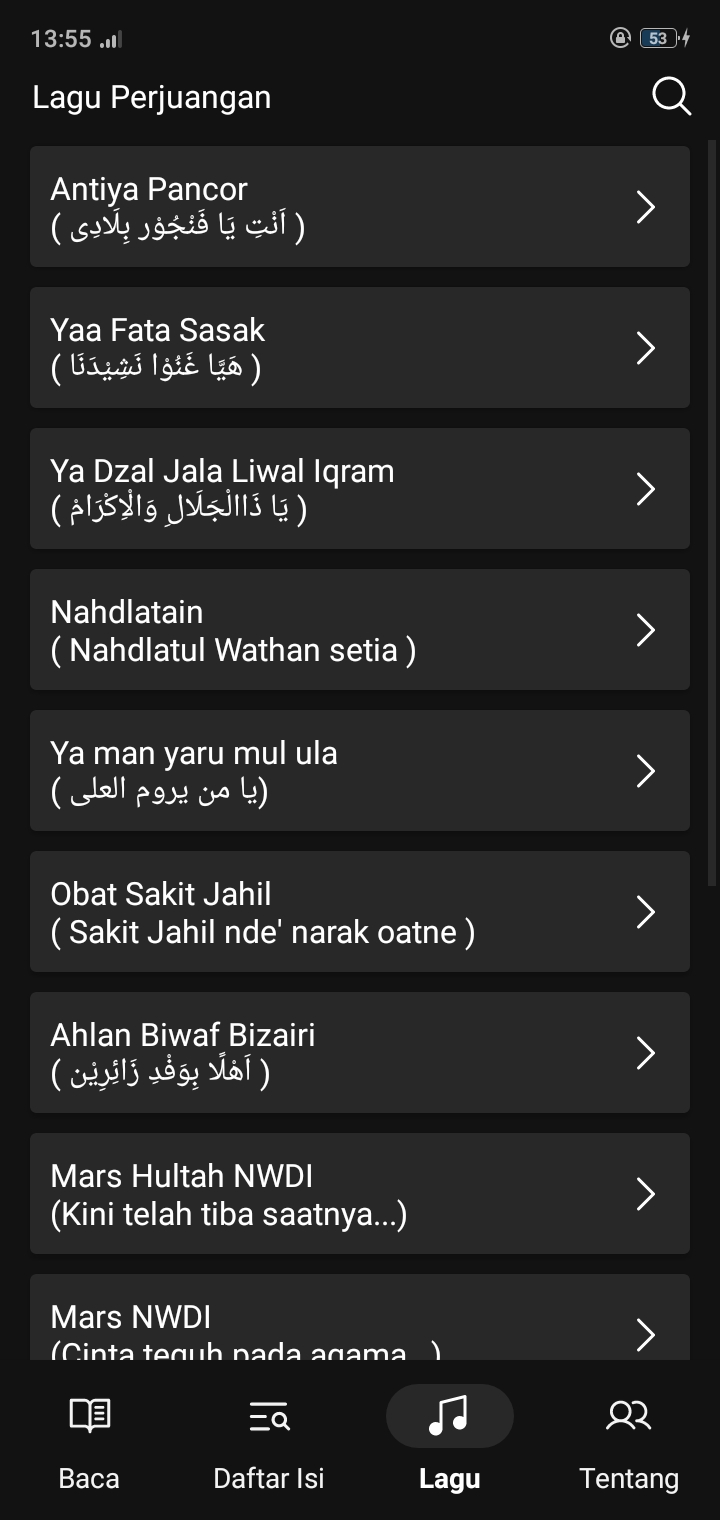 13:55
53
Lagu Perjuangan
Antiya Pancor
( اَنْتِ يَا فَنْجُوْر بِلَادِى )
Yaa Fata Sasak
( هَيَّا غَنُوْا نَشِيْدَنَا )
Ya Dzal Jala Liwal Iqram
( يَا ذَاالْجَلَالِ وَالْاِكْرَامْ )
Nahdlatain
( Nahdlatul Wathan setia )
Ya man yaru mul ula
(يا من يروم العلى )
Obat Sakit Jahil
( Sakit Jahil nde' narak oatne )
Ahlan Biwaf Bizairi
( اَهْلًا بِوَفْدِ زَائِرِيْن )
Mars Hultah NWDI
(Kini telah tiba saatnya...)
Mars NWDI
(Cinta teguh pada agama...)
Baca
Daftar Isi
Lagu
Tentang